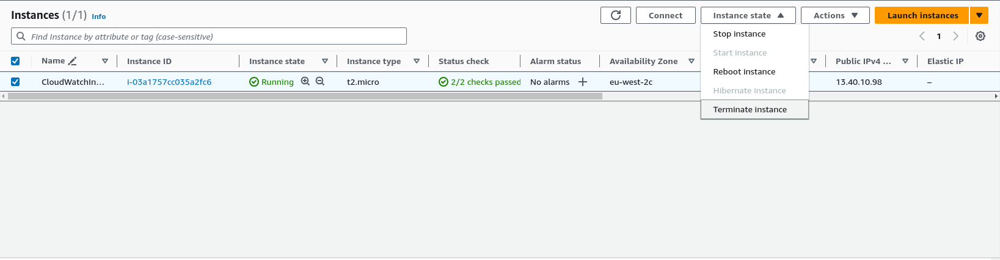 Instances (1/1) Info
Connect
Instance state
Actions
Launch instances
Find Instance by attribute or tag (case-sensitive)
1
Stop instance
Start instance
Reboot instance
Hibernate instance
Terminate instance
Name Instance ID Instance state Instance type Status check Alarm status Availability Zone Public IPv4 ... Elastic IP
CloudWatchIn... i-03a1757cc035a2fc6 Running t2.micro 2/2 checks passed No alarms eu-west-2c 13.40.10.98 –